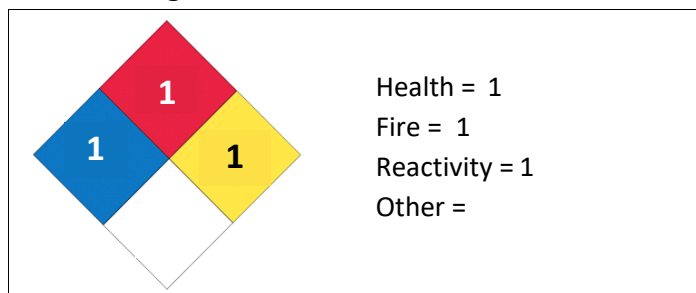 1
1
1
Health = 1
Fire = 1
Reactivity = 1
Other =